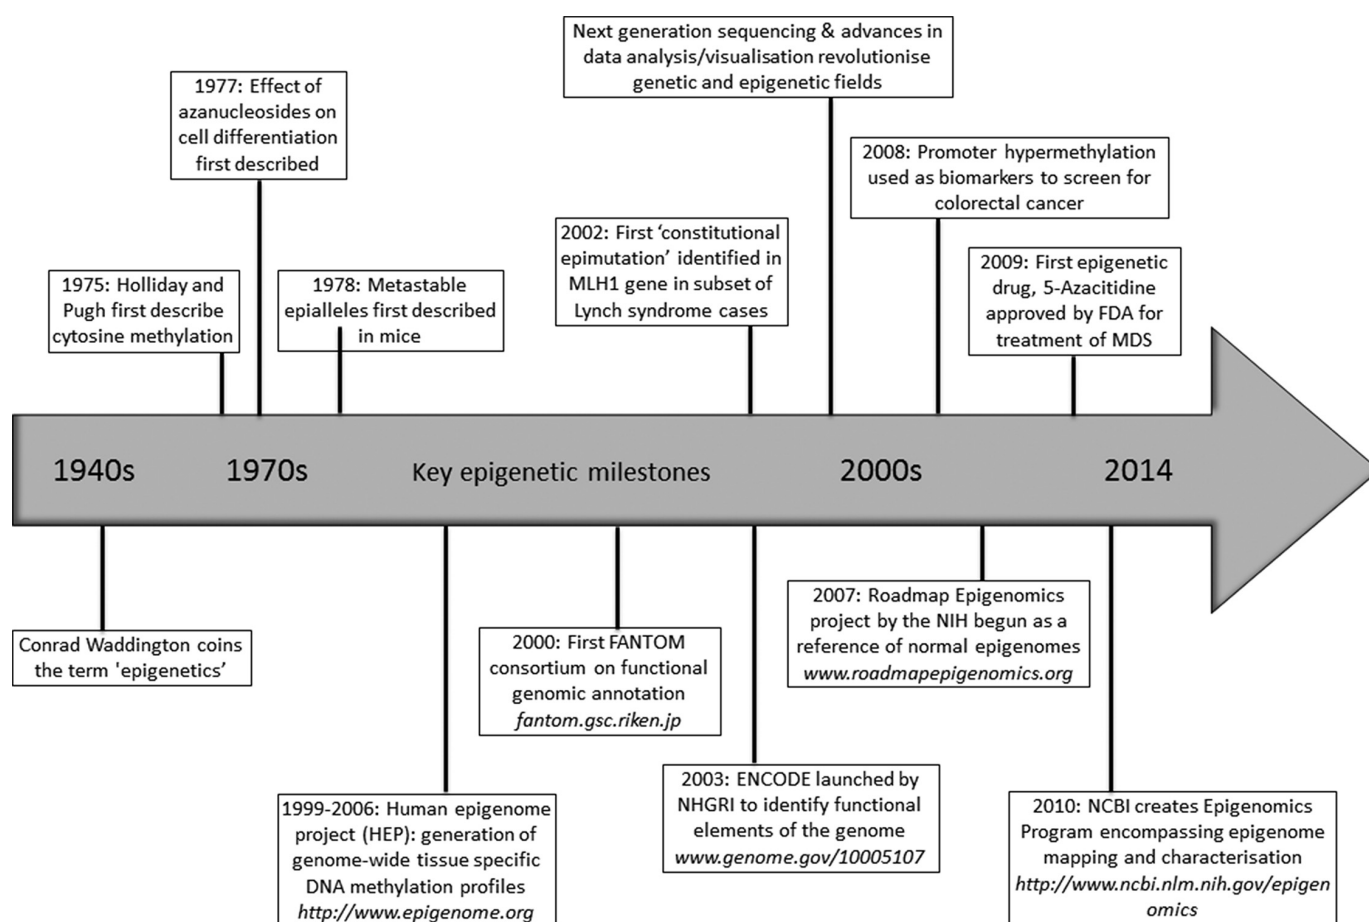 Next generation sequencing & advances in
data analysis/visualisation revolutionise
genetic and epigenetic fields
1977: Effect of
azanucleosides on
cell differentiation
first described
2008: Promoter hypermethylation
used as biomarkers to screen for
colorectal cancer
2002: First ‘constitutional
epimutation’ identified in
MLH1 gene in subset of
Lynch syndrome cases
2009: First epigenetic
drug, 5-Azacitidine
approved by FDA for
treatment of MDS
1975: Holliday and
Pugh first describe
cytosine methylation
1978: Metastable
epialleles first described
in mice
1940s
1970s
Key epigenetic milestones
2000s
2014
Conrad Waddington coins
the term 'epigenetics’
2000: First FANTOM
consortium on functional
genomic annotation
fantom.gsc.riken.jp
2007: Roadmap Epigenomics
project by the NIH begun as a
reference of normal epigenomes
www.roadmapepigenomics.org
1999-2006: Human epigenome
project (HEP): generation of
genome-wide tissue specific
DNA methylation profiles
http://www.epigenome.org
2003: ENCODE launched by
NHGRI to identify functional
elements of the genome
www.genome.gov/10005107
2010: NCBI creates Epigenomics
Program encompassing epigenome
mapping and characterisation
http://www.ncbi.nlm.nih.gov/epigen
omics